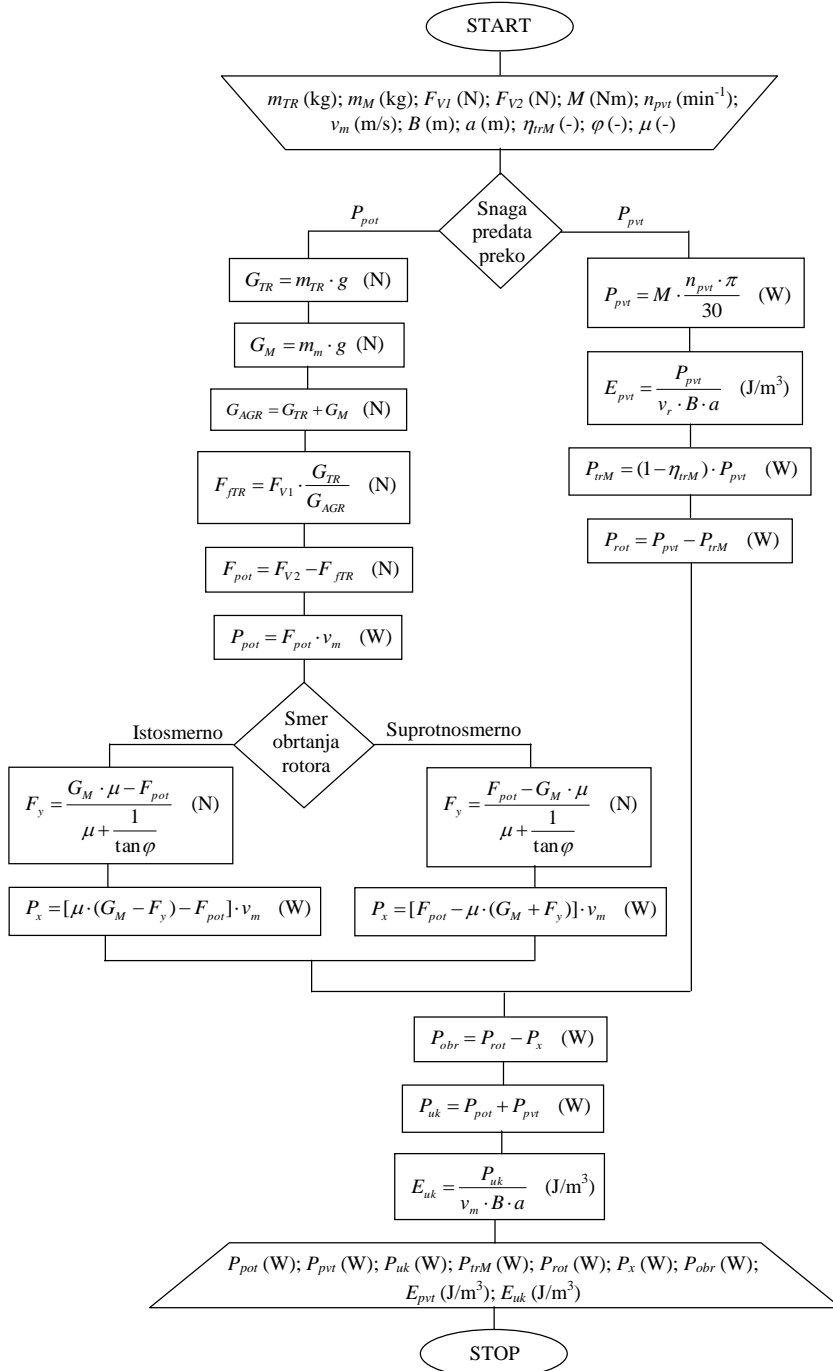 START
m_TR (kg); m_M (kg); F_V1 (N); F_V2 (N); M (Nm); n_pvt (min⁻¹);
v_m (m/s); B (m); a (m); η_trM (-); φ (-); μ (-)
Snaga
predata
preko
P_pot
P_pvt
G_TR = m_TR · g (N)
G_M = m_m · g (N)
G_AGR = G_TR + G_M (N)
F_fTR = F_V1 · G_TR / G_AGR (N)
F_pot = F_V2 − F_fTR (N)
P_pot = F_pot · v_m (W)
P_pvt = M · n_pvt · π / 30 (W)
E_pvt = P_pvt / v_r · B · a (J/m³)
P_trM = (1 − η_trM) · P_pvt (W)
P_rot = P_pvt − P_trM (W)
Smer
obrtanja
rotora
Istosmerno
Suprotnosmerno
F_y = G_M · μ − F_pot / μ + 1 / tan φ (N)
P_x = [μ · (G_M − F_y) − F_pot] · v_m (W)
F_y = F_pot − G_M · μ / μ + 1 / tan φ (N)
P_x = [F_pot − μ · (G_M + F_y)] · v_m (W)
P_obr = P_rot − P_x (W)
P_uk = P_pot + P_pvt (W)
E_uk = P_uk / v_m · B · a (J/m³)
P_pot (W); P_pvt (W); P_uk (W); P_trM (W); P_rot (W); P_x (W); P_obr (W);
E_pvt (J/m³); E_uk (J/m³)
STOP